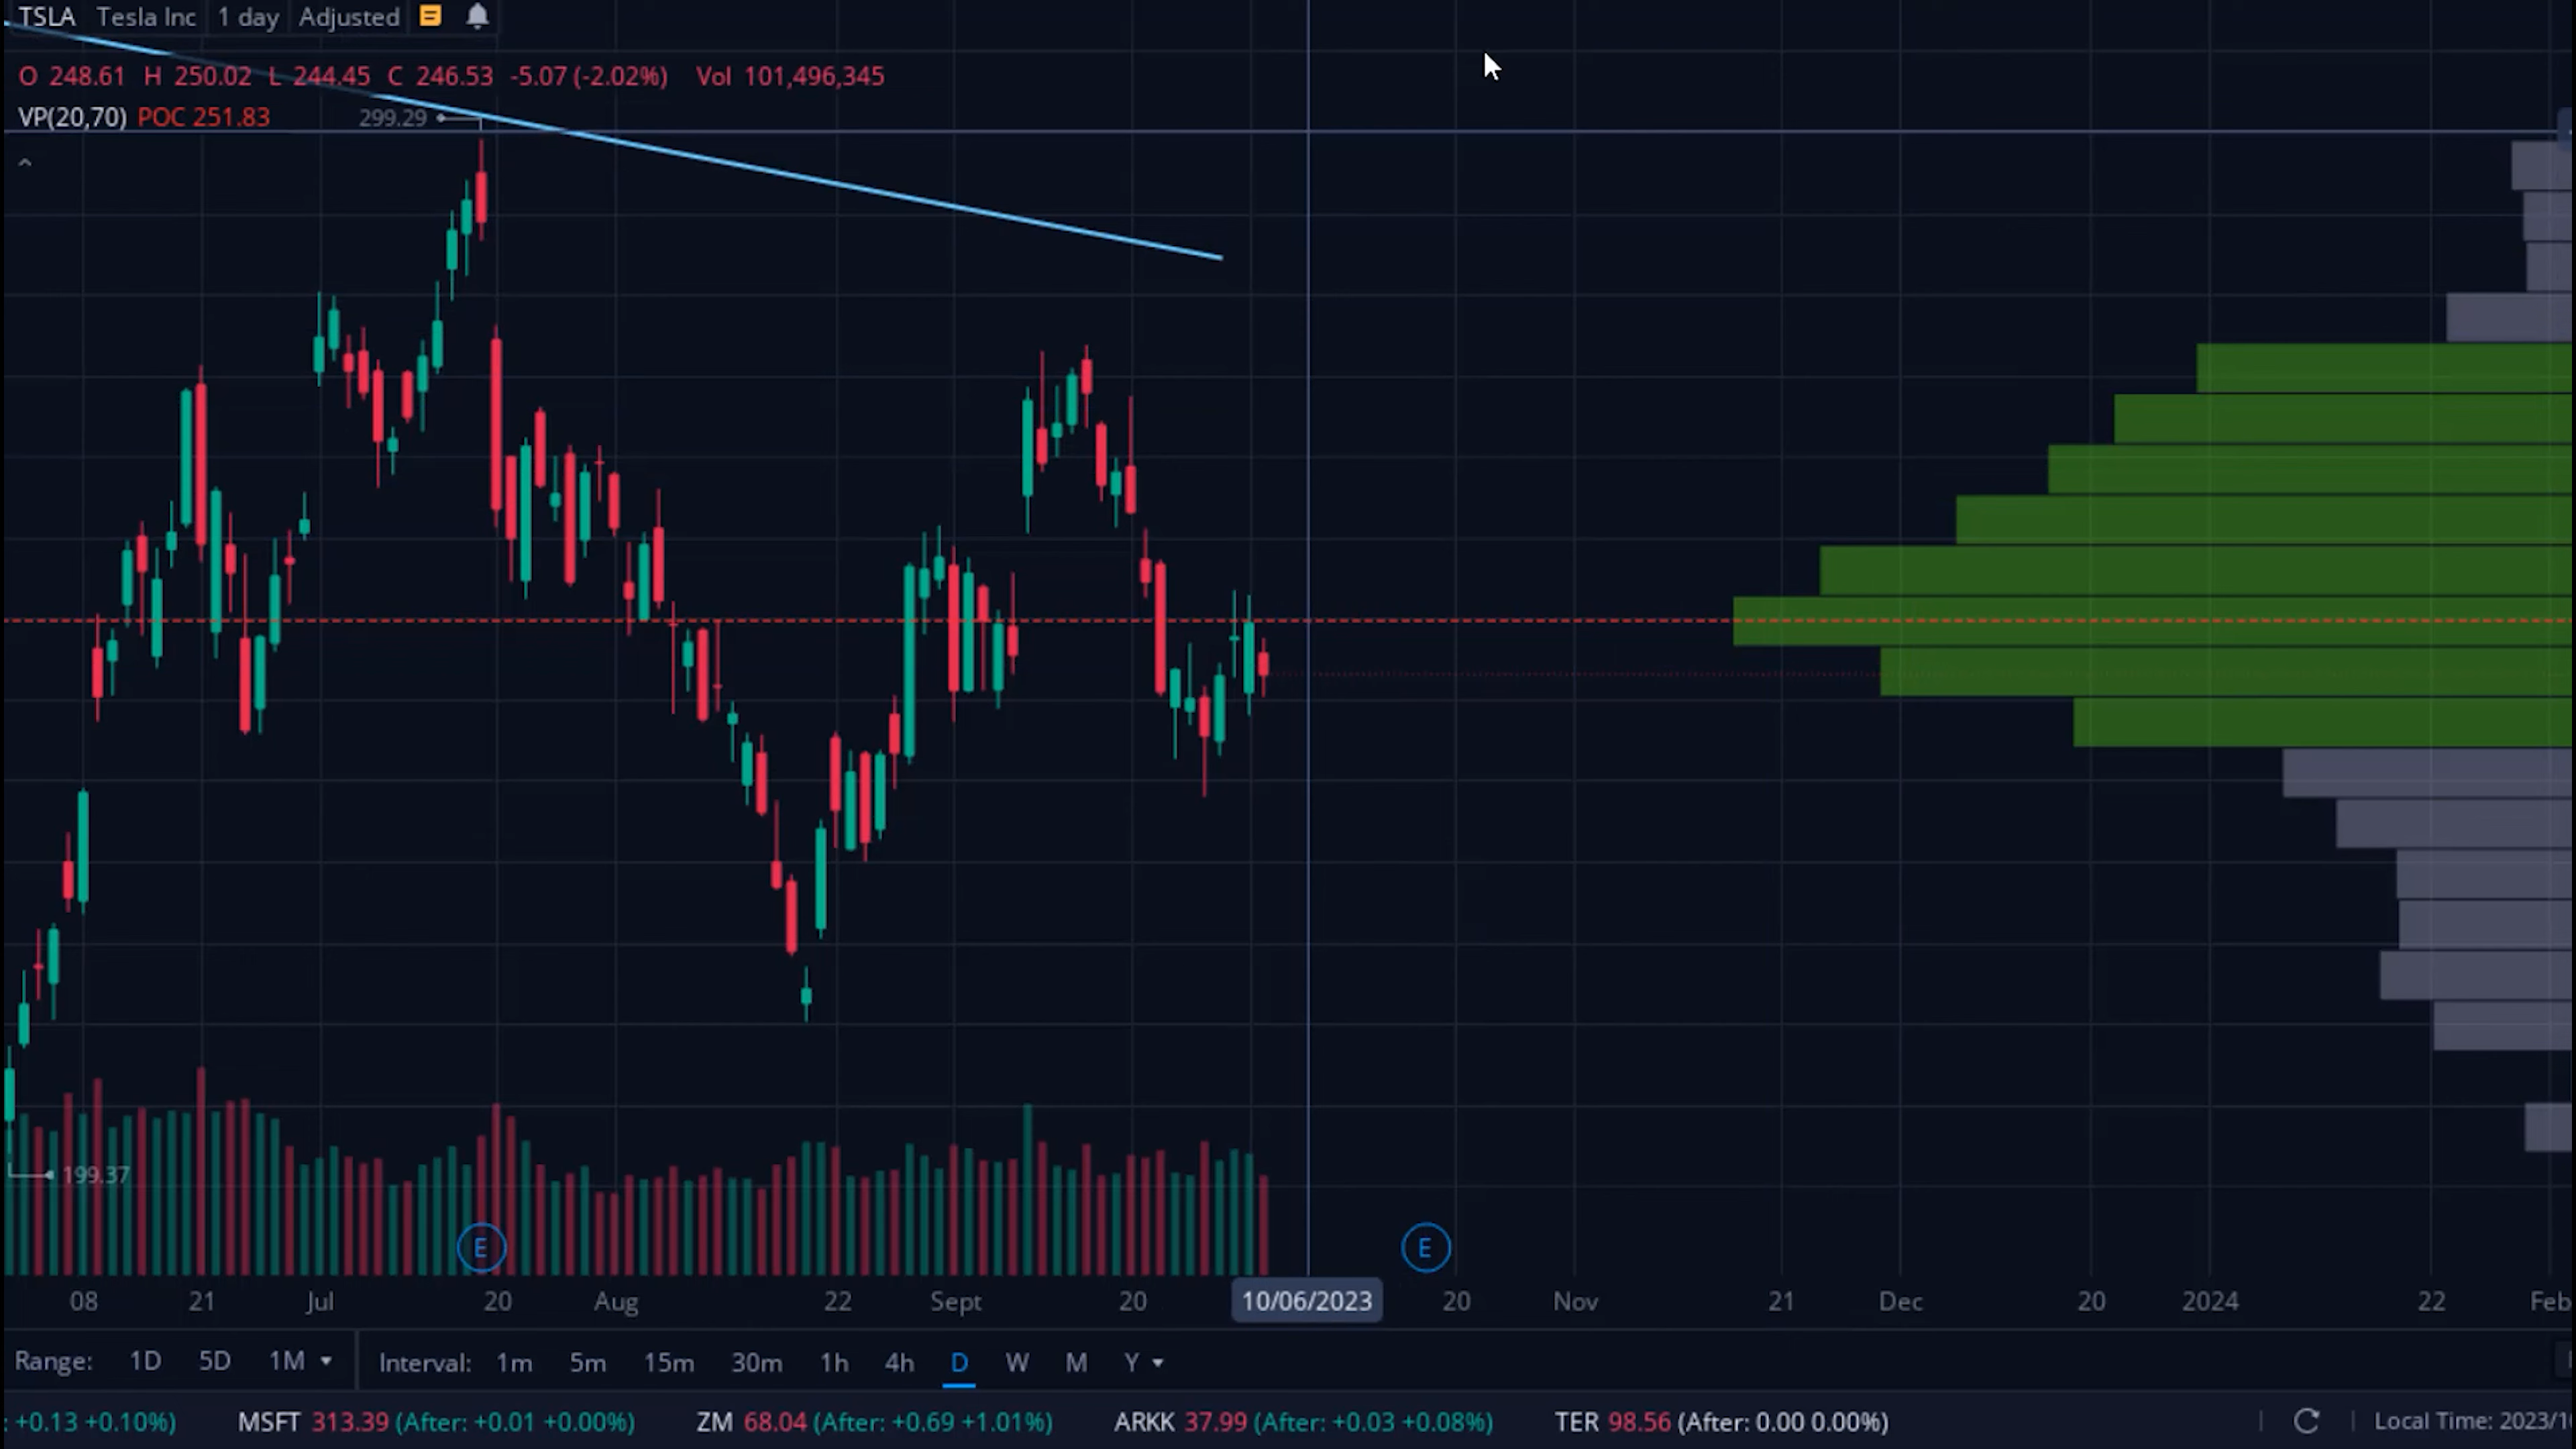 TSLA Tesla Inc 1 day Adjusted
O 248.61 H 250.02 L 244.45 C 246.53 -5.07 (-2.02%) Vol 101,496,345
VP(20,70) POC 251.83
299.29
199.37
E E
08 21 Jul 20 Aug 22 Sept 20 10/06/2023 20 Nov 21 Dec 20 2024 22 Feb
Range: 1D 5D 1M Interval: 1m 5m 15m 30m 1h 4h D W M Y
: +0.13 +0.10%) MSFT 313.39 (After: +0.01 +0.00%) ZM 68.04 (After: +0.69 +1.01%) ARKK 37.99 (After: +0.03 +0.08%) TER 98.56 (After: 0.00 0.00%) Local Time: 2023/1